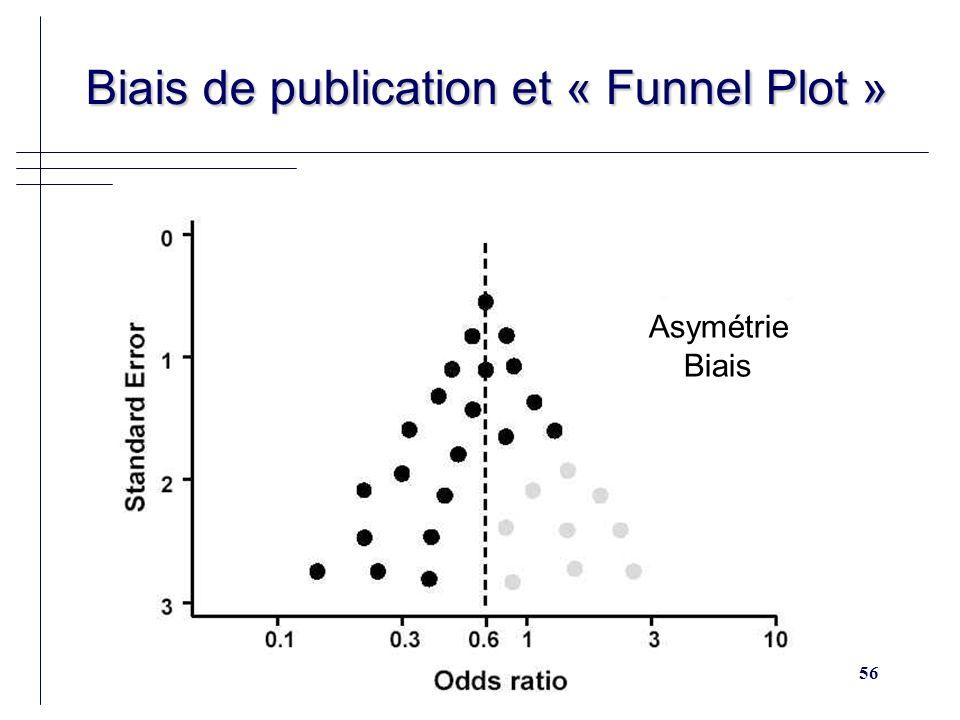 Biais de publication et « Funnel Plot »
Asymétrie
Biais
Standard Error
0
1
2
3
0.1 0.3 0.6 1 3 10
Odds ratio
56